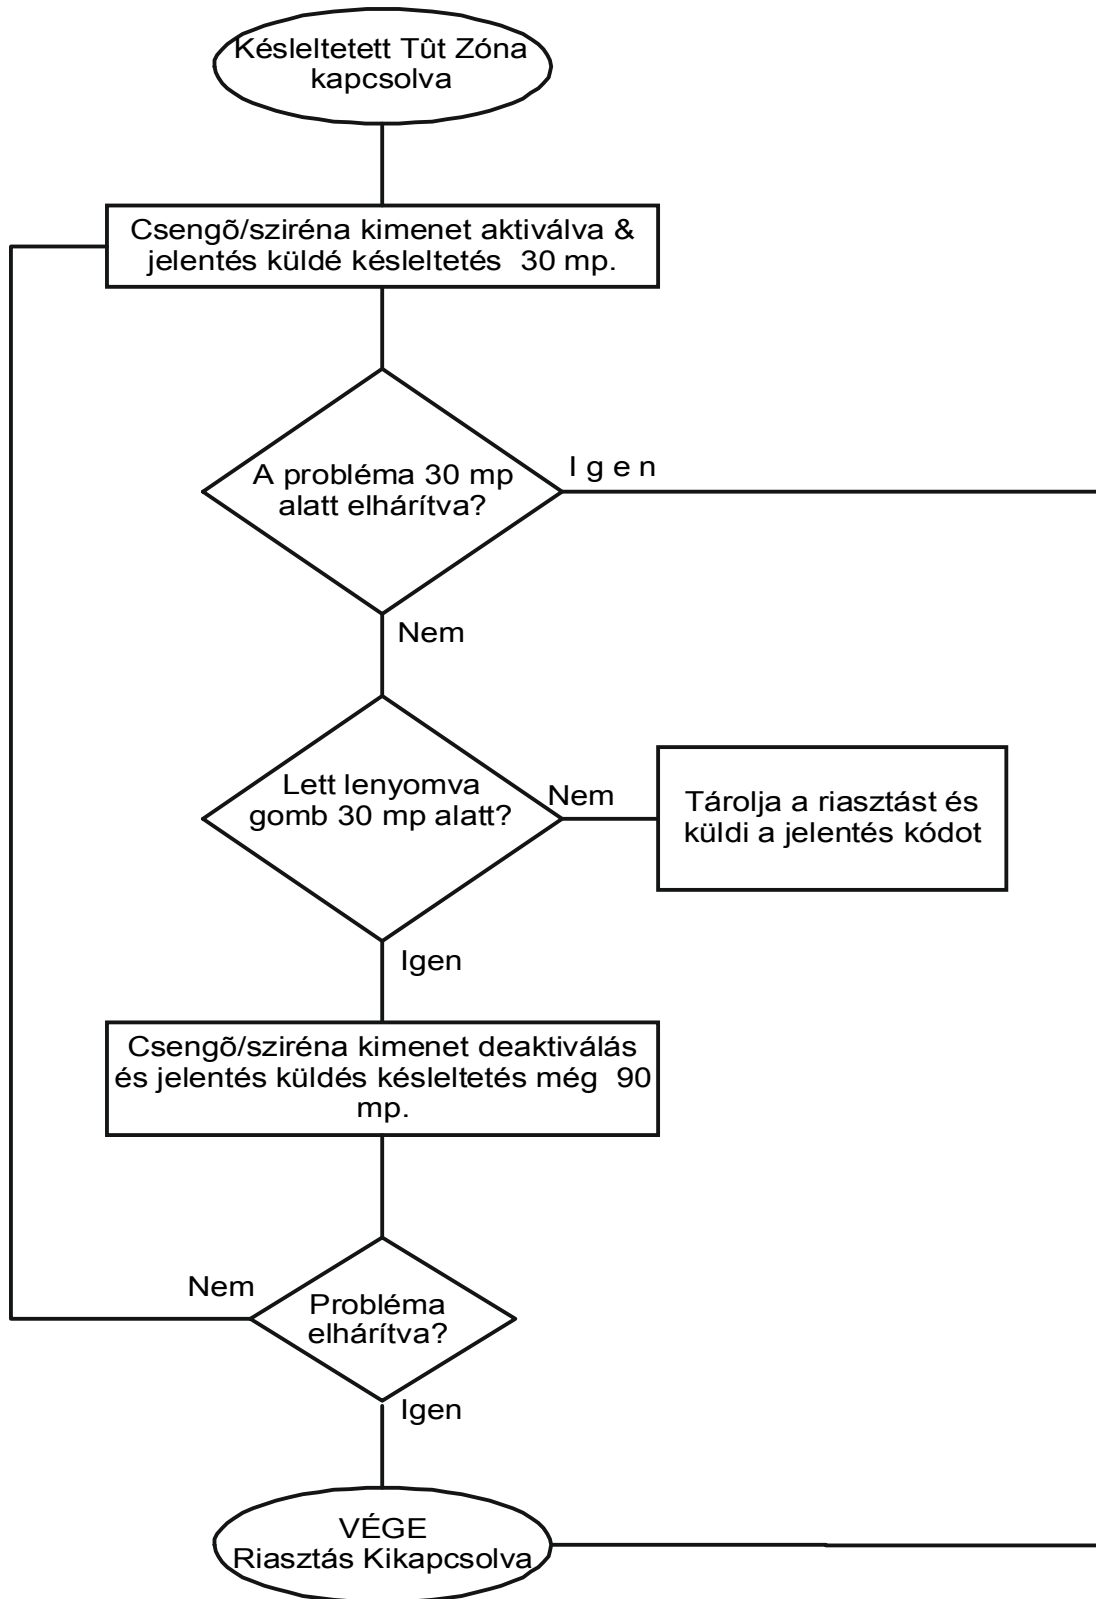 Késleltetett Tût Zóna
kapcsolva
Csengõ/sziréna kimenet aktiválva &
jelentés küldé késleltetés 30 mp.
A probléma 30 mp
alatt elhárítva?
Igen
Nem
Lett lenyomva
gomb 30 mp alatt?
Nem
Tárolja a riasztást és
küldi a jelentés kódot
Igen
Csengõ/sziréna kimenet deaktiválás
és jelentés küldés késleltetés még 90
mp.
Nem
Probléma
elhárítva?
Igen
VÉGE
Riasztás Kikapcsolva